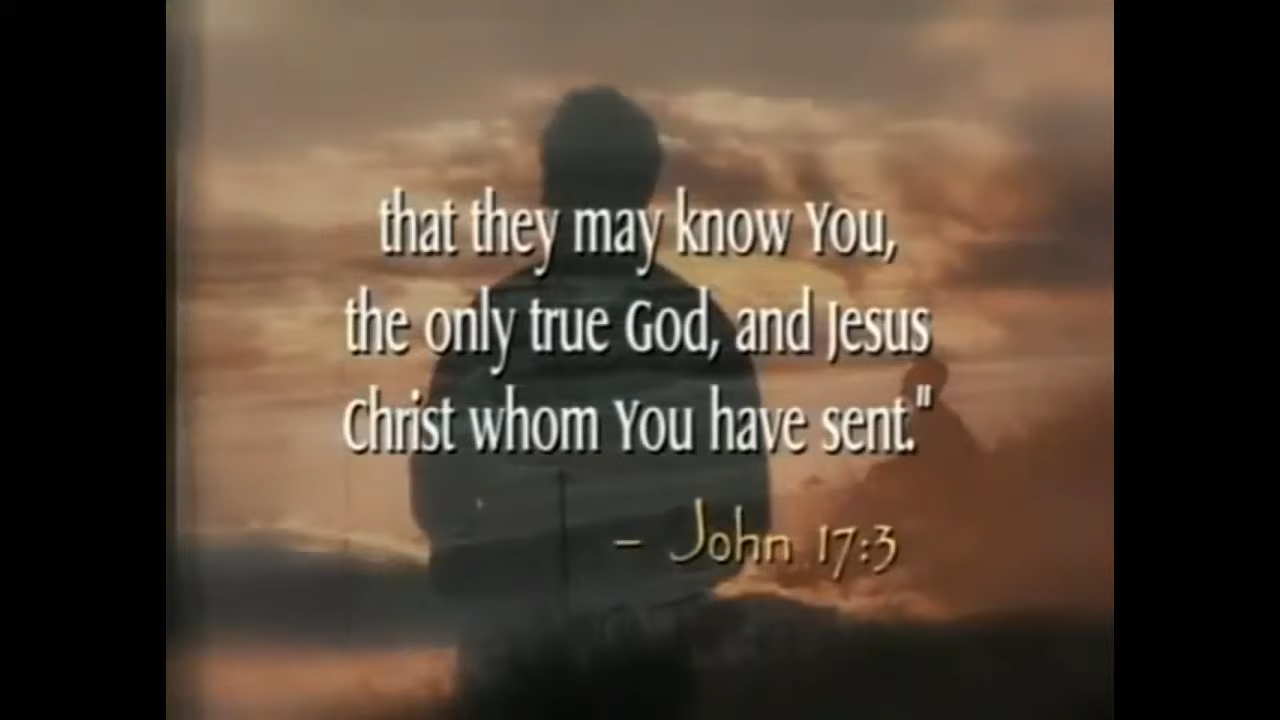 that they may know You,
the only true God, and Jesus
Christ whom You have sent."
– John 17:3